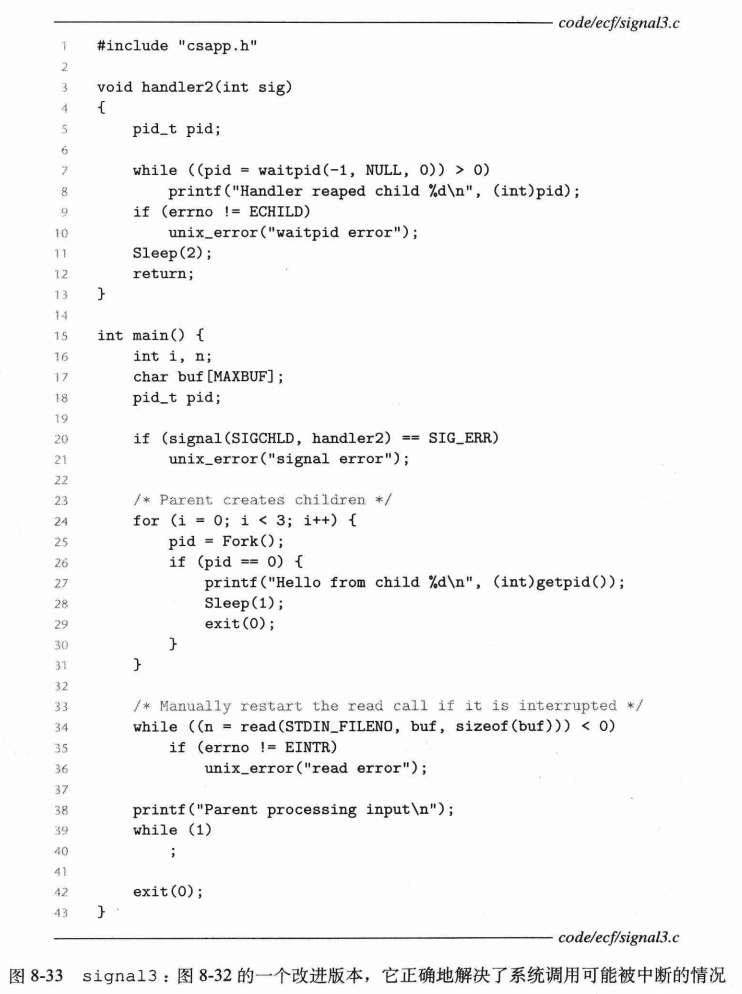 code/ecf/signal3.c
1 #include "csapp.h"
2
3 void handler2(int sig)
4 {
5     pid_t pid;
6
7     while ((pid = waitpid(-1, NULL, 0)) > 0)
8         printf("Handler reaped child %d\n", (int)pid);
9     if (errno != ECHILD)
10         unix_error("waitpid error");
11     Sleep(2);
12     return;
13 }
14
15 int main() {
16     int i, n;
17     char buf[MAXBUF];
18     pid_t pid;
19
20     if (signal(SIGCHLD, handler2) == SIG_ERR)
21         unix_error("signal error");
22
23     /* Parent creates children */
24     for (i = 0; i < 3; i++) {
25         pid = Fork();
26         if (pid == 0) {
27             printf("Hello from child %d\n", (int)getpid());
28             Sleep(1);
29             exit(0);
30         }
31     }
32
33     /* Manually restart the read call if it is interrupted */
34     while ((n = read(STDIN_FILENO, buf, sizeof(buf))) < 0)
35         if (errno != EINTR)
36             unix_error("read error");
37
38     printf("Parent processing input\n");
39     while (1)
40         ;
41
42     exit(0);
43 }
code/ecf/signal3.c
图 8-33 signal3：图 8-32 的一个改进版本，它正确地解决了系统调用可能被中断的情况